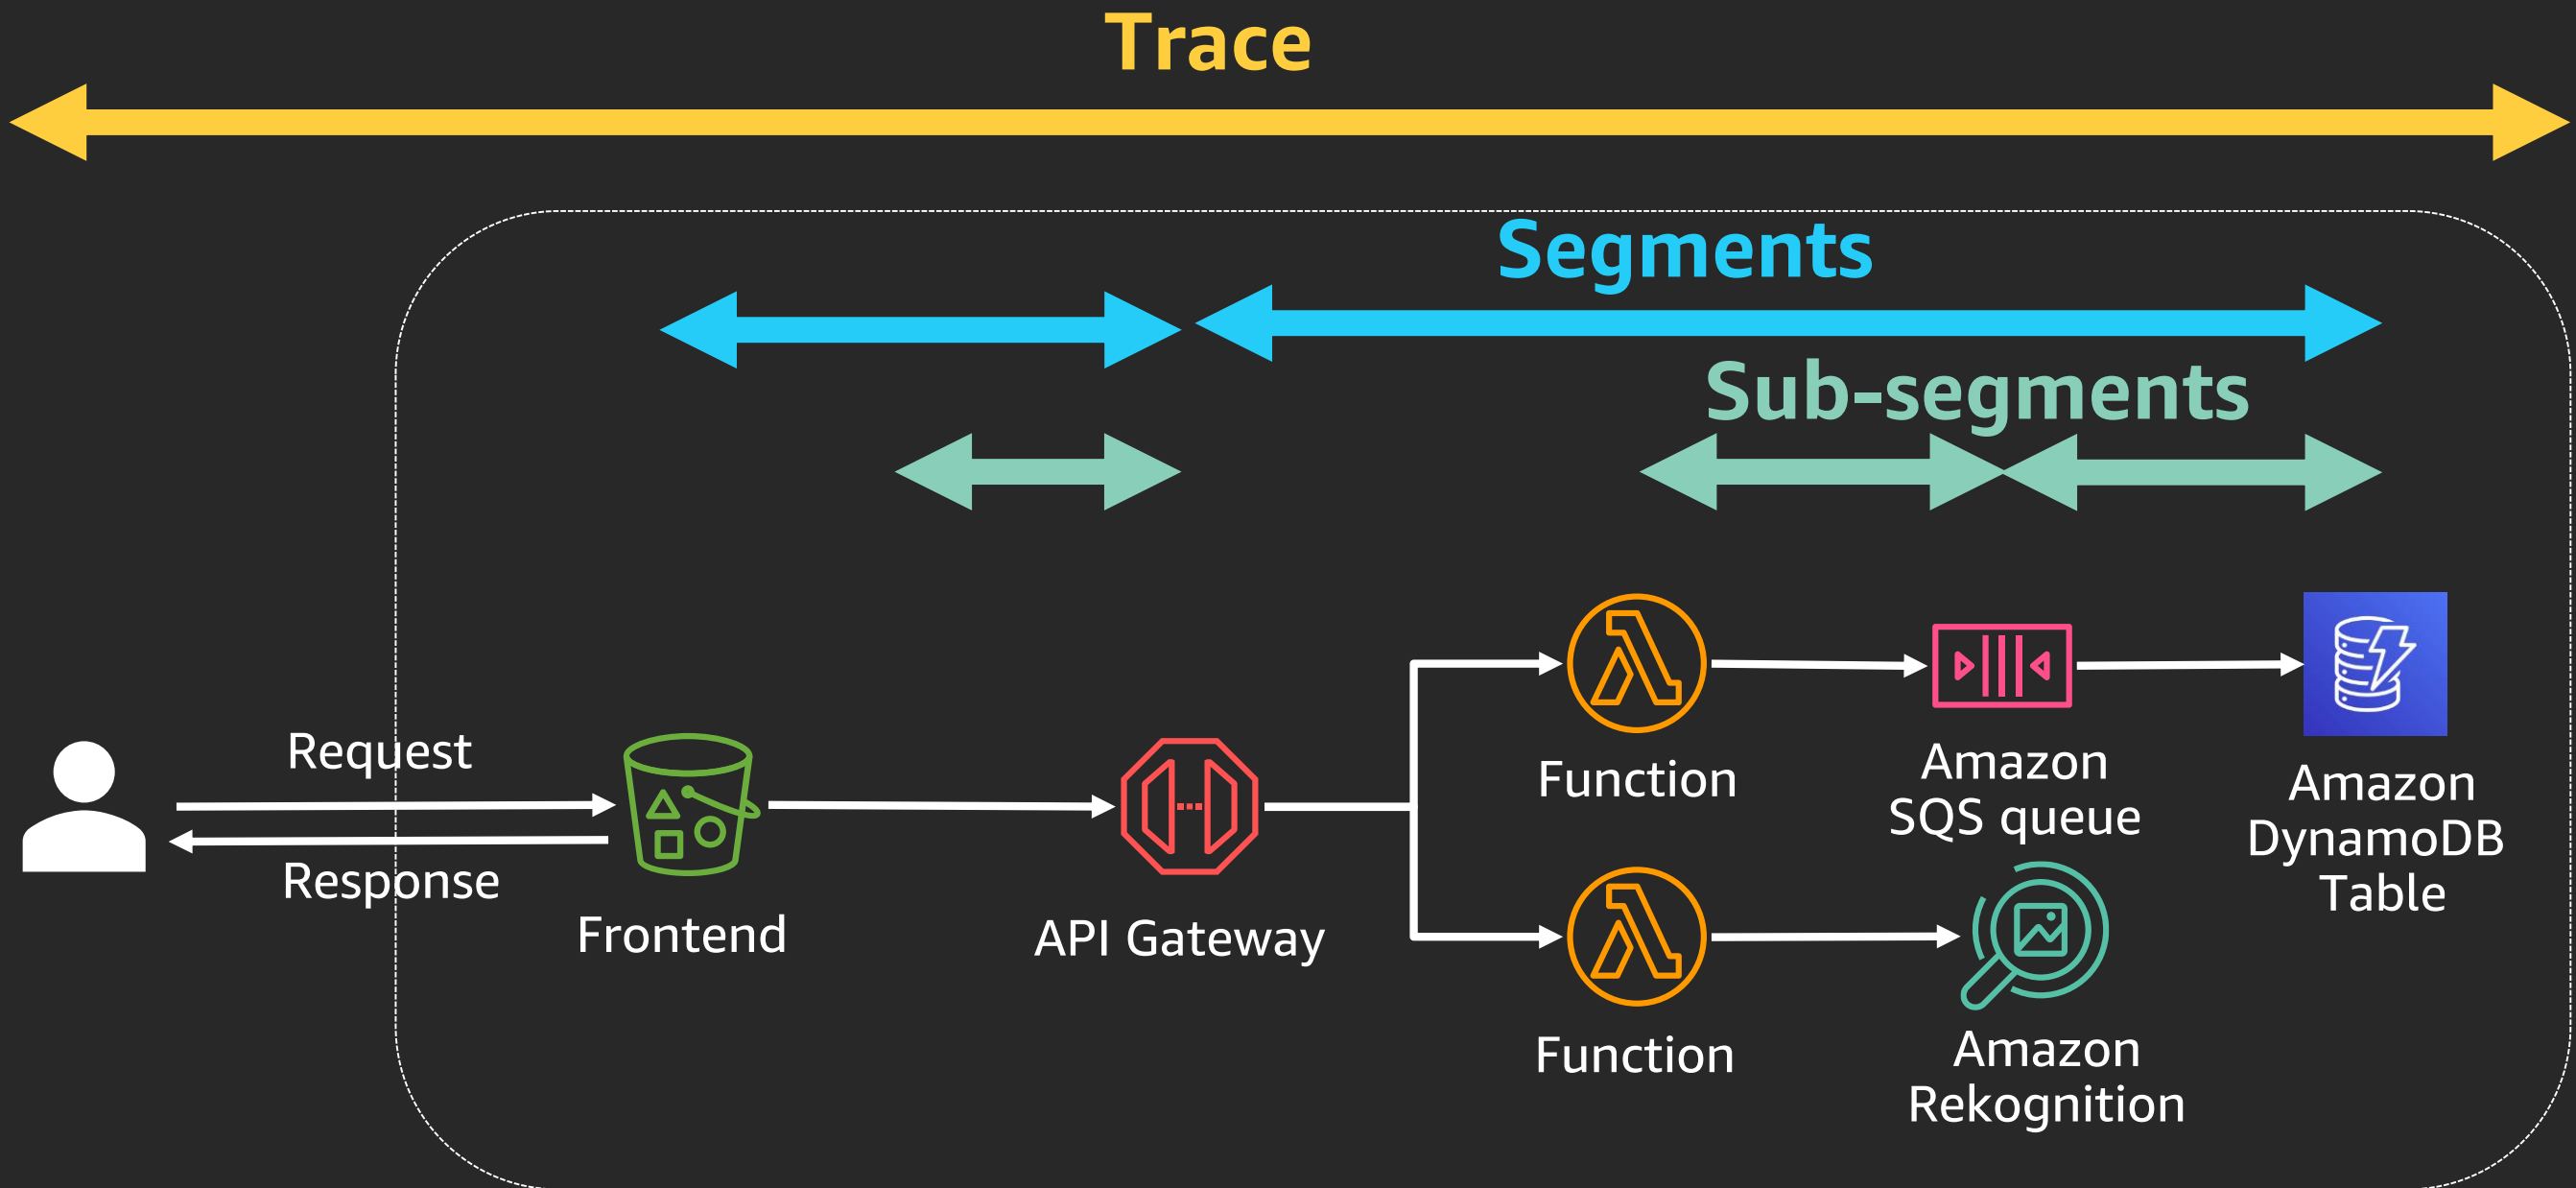 Trace
Segments
Sub-segments
Request
Response
Frontend
API Gateway
Function
Amazon
SQS queue
Amazon
DynamoDB
Table
Function
Amazon
Rekognition